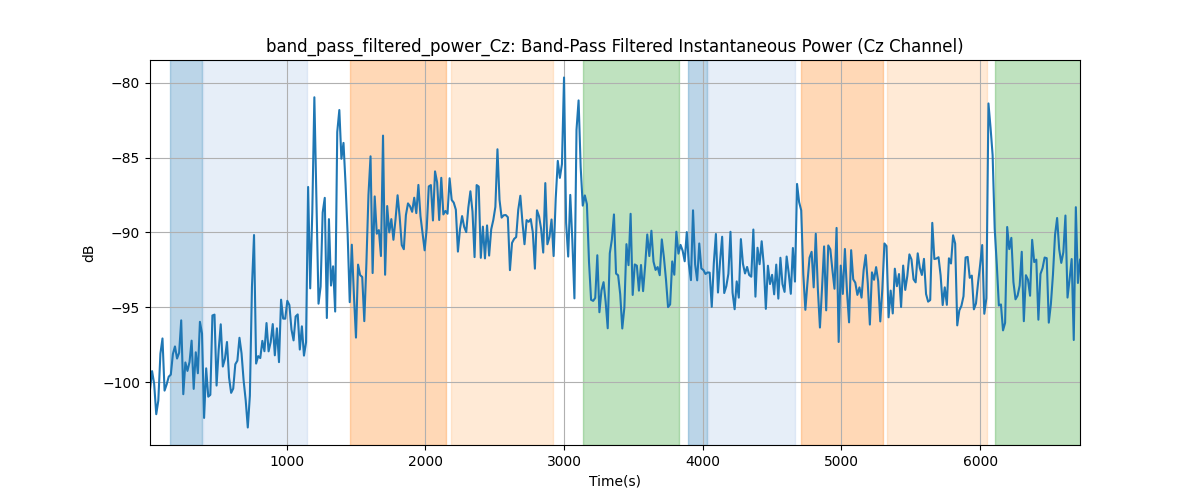 band_pass_filtered_power_Cz: Band-Pass Filtered Instantaneous Power (Cz Channel)
−80
−85
−90
−95
−100
dB
1000 2000 3000 4000 5000 6000
Time(s)